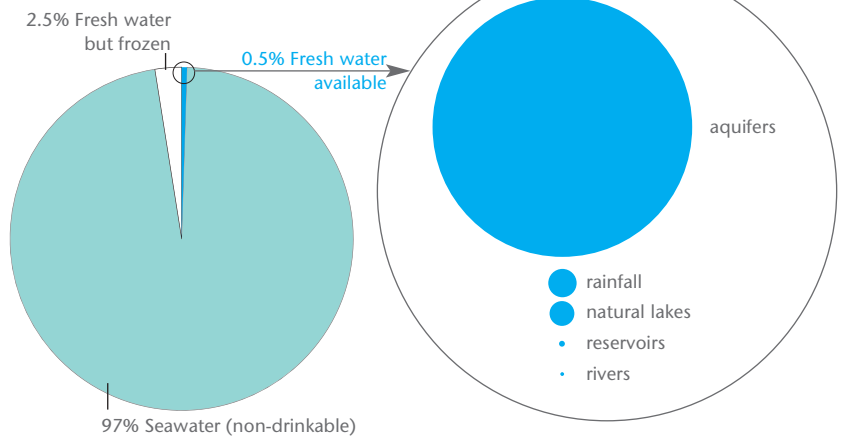 2.5% Fresh water
but frozen
0.5% Fresh water
available
aquifers
rainfall
natural lakes
reservoirs
rivers
97% Seawater (non-drinkable)